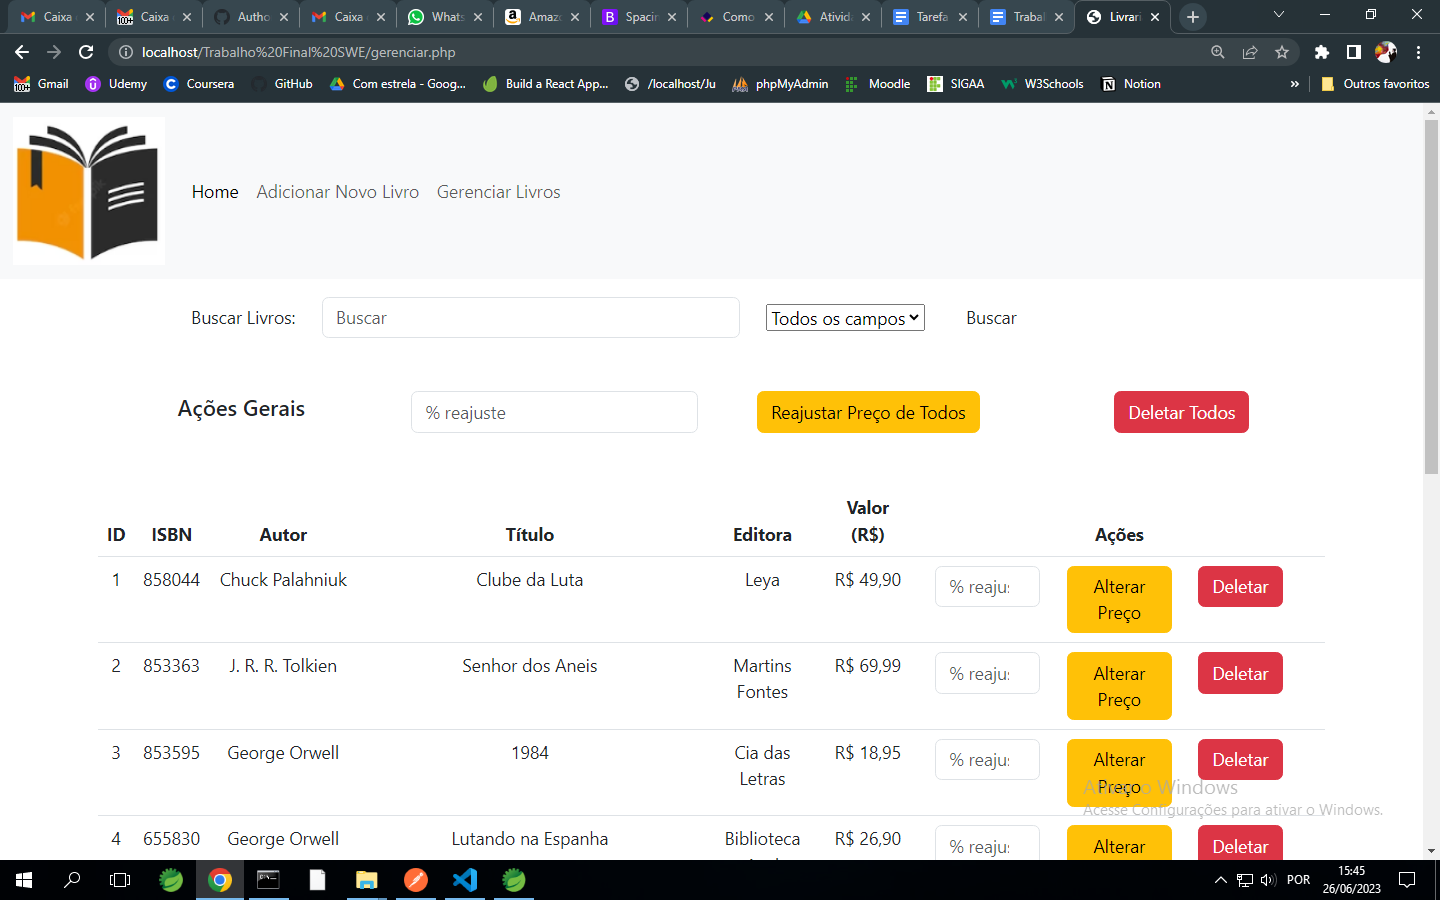 Caixa
Caixa
Autho
Caixa
Whats
Amazo
Spacin
Como
Ativid
Tarefa
Trabal
Livrari
localhost/Trabalho%20Final%20SWE/gerenciar.php
Gmail
Udemy
Coursera
GitHub
Com estrela - Goog...
Build a React App...
/localhost/Ju
phpMyAdmin
Moodle
SIGAA
W3Schools
Notion
»
Outros favoritos
Home Adicionar Novo Livro Gerenciar Livros
Buscar Livros: Buscar Todos os campos Buscar
Ações Gerais % reajuste Reajustar Preço de Todos Deletar Todos
ID ISBN Autor Título Editora Valor (R$) Ações
1 858044 Chuck Palahniuk Clube da Luta Leya R$ 49,90 % reaju Alterar Preço Deletar
2 853363 J. R. R. Tolkien Senhor dos Aneis Martins Fontes R$ 69,99 % reaju Alterar Preço Deletar
3 853595 George Orwell 1984 Cia das Letras R$ 18,95 % reaju Alterar Preço Deletar
4 655830 George Orwell Lutando na Espanha Biblioteca R$ 26,90 % reaju Alterar Deletar
Windows
Acesse Configurações para ativar o Windows.
POR
15:45
26/06/2023